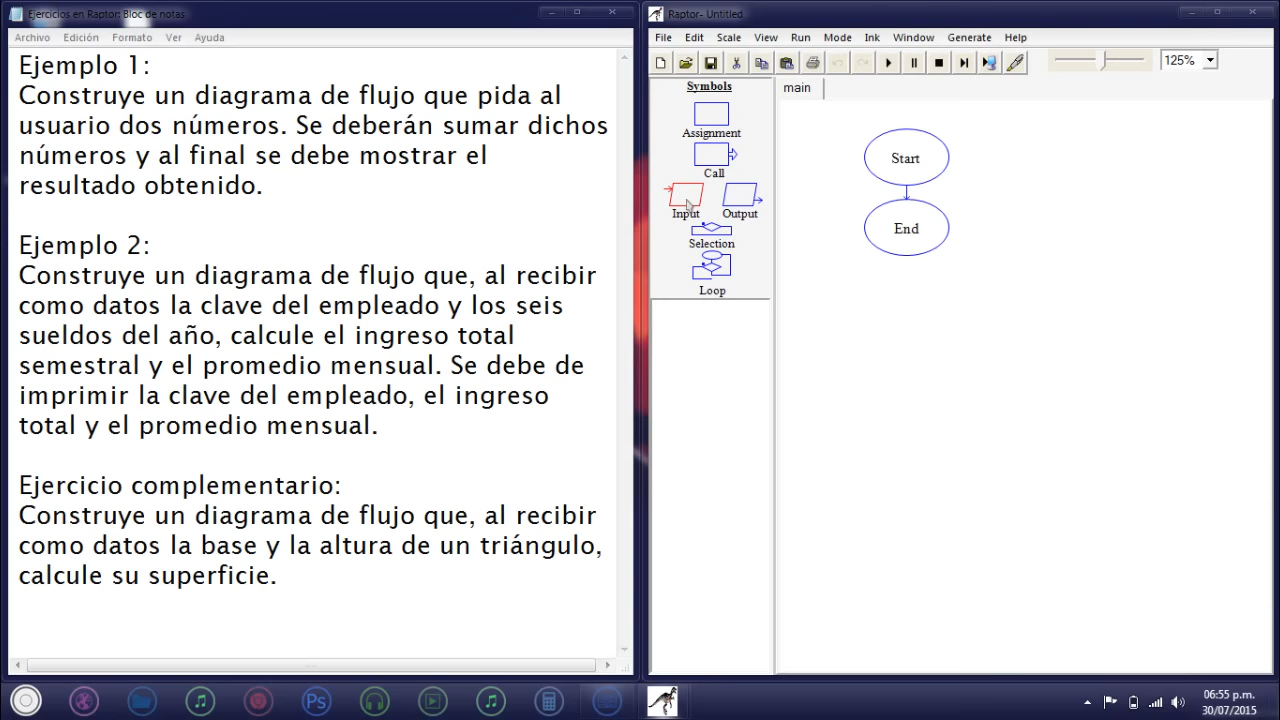 Ejercicios en Raptor: Bloc de notas
Archivo Edición Formato Ver Ayuda
Ejemplo 1:
Construye un diagrama de flujo que pida al
usuario dos números. Se deberán sumar dichos
números y al final se debe mostrar el
resultado obtenido.
Ejemplo 2:
Construye un diagrama de flujo que, al recibir
como datos la clave del empleado y los seis
sueldos del año, calcule el ingreso total
semestral y el promedio mensual. Se debe de
imprimir la clave del empleado, el ingreso
total y el promedio mensual.
Ejercicio complementario:
Construye un diagrama de flujo que, al recibir
como datos la base y la altura de un triángulo,
calcule su superficie.
Raptor- Untitled
File Edit Scale View Run Mode Ink Window Generate Help
125%
Symbols
Assignment
Call
Input Output
Selection
Loop
main
Start
End
Ps
06:55 p.m.
30/07/2015